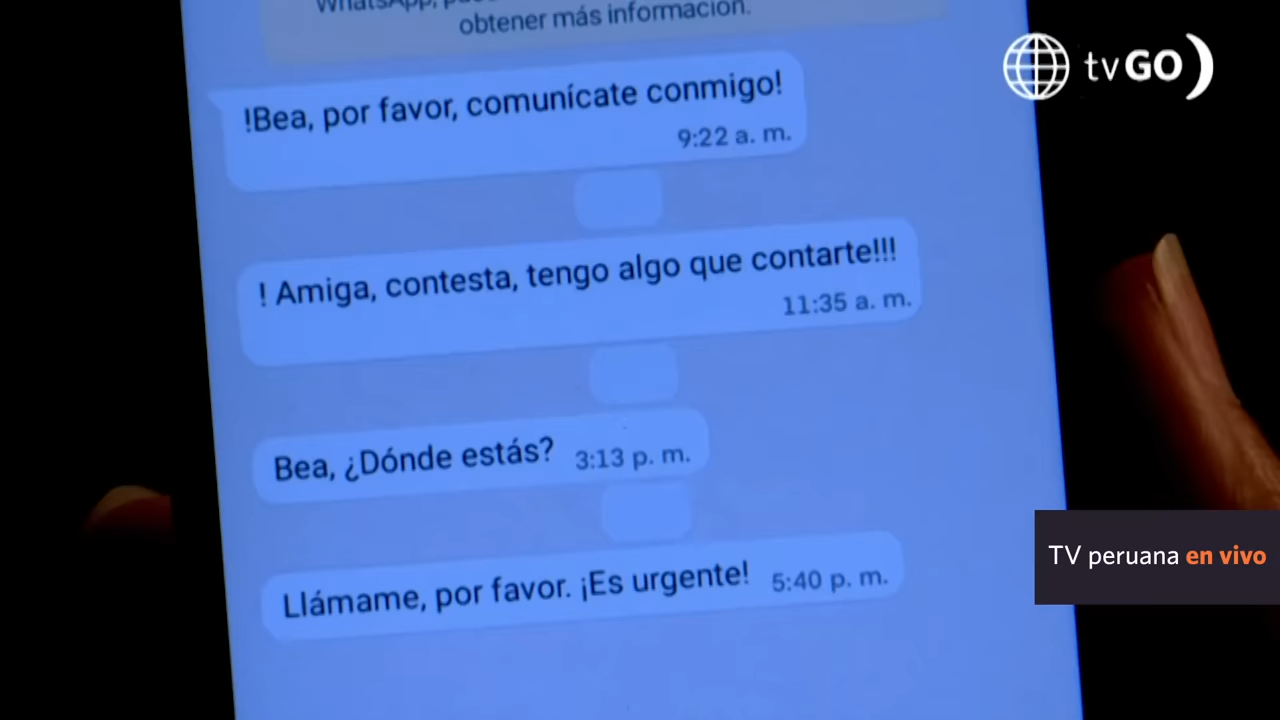 WhatsApp,
obtener más información.
!Bea, por favor, comunícate conmigo!
9:22 a. m.
! Amiga, contesta, tengo algo que contarte!!!
11:35 a. m.
Bea, ¿Dónde estás? 3:13 p. m.
Llámame, por favor. ¡Es urgente! 5:40 p. m.
tvGO
TV peruana en vivo